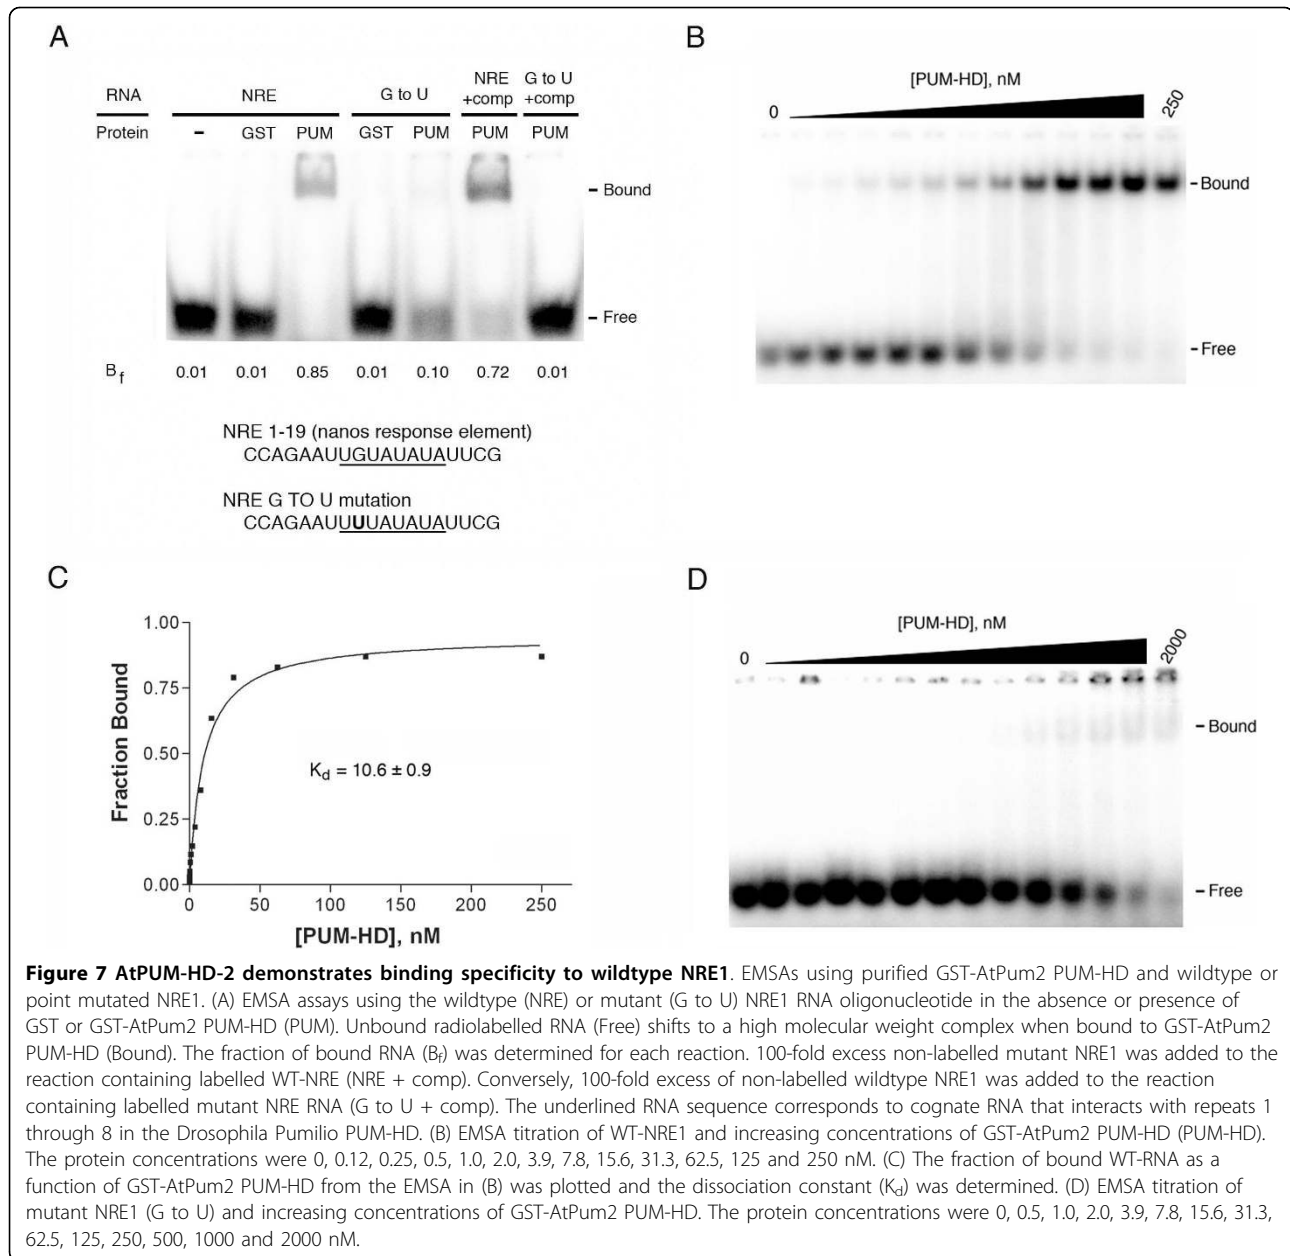 A
RNA NRE G to U NRE +comp G to U +comp
Protein – GST PUM GST PUM PUM PUM
– Bound
– Free
Bf 0.01 0.01 0.85 0.01 0.10 0.72 0.01
NRE 1-19 (nanos response element)
CCAGAAUUGUAUAUAUUCG
NRE G TO U mutation
CCAGAAUUUUAUAUAUUCG
B
[PUM-HD], nM
0 250
– Bound
– Free
C
Fraction Bound
1.00
0.75
0.50
0.25
0.00
Kd = 10.6 ± 0.9
0 50 100 150 200 250
[PUM-HD], nM
D
[PUM-HD], nM
0 2000
– Bound
– Free
Figure 7 AtPUM-HD-2 demonstrates binding specificity to wildtype NRE1. EMSAs using purified GST-AtPum2 PUM-HD and wildtype or
point mutated NRE1. (A) EMSA assays using the wildtype (NRE) or mutant (G to U) NRE1 RNA oligonucleotide in the absence or presence of
GST or GST-AtPum2 PUM-HD (PUM). Unbound radiolabelled RNA (Free) shifts to a high molecular weight complex when bound to GST-AtPum2
PUM-HD (Bound). The fraction of bound RNA (Bf) was determined for each reaction. 100-fold excess non-labelled mutant NRE1 was added to the
reaction containing labelled WT-NRE (NRE + comp). Conversely, 100-fold excess of non-labelled wildtype NRE1 was added to the reaction
containing labelled mutant NRE RNA (G to U + comp). The underlined RNA sequence corresponds to cognate RNA that interacts with repeats 1
through 8 in the Drosophila Pumilio PUM-HD. (B) EMSA titration of WT-NRE1 and increasing concentrations of GST-AtPum2 PUM-HD (PUM-HD).
The protein concentrations were 0, 0.12, 0.25, 0.5, 1.0, 2.0, 3.9, 7.8, 15.6, 31.3, 62.5, 125 and 250 nM. (C) The fraction of bound WT-RNA as a
function of GST-AtPum2 PUM-HD from the EMSA in (B) was plotted and the dissociation constant (Kd) was determined. (D) EMSA titration of
mutant NRE1 (G to U) and increasing concentrations of GST-AtPum2 PUM-HD. The protein concentrations were 0, 0.5, 1.0, 2.0, 3.9, 7.8, 15.6, 31.3,
62.5, 125, 250, 500, 1000 and 2000 nM.